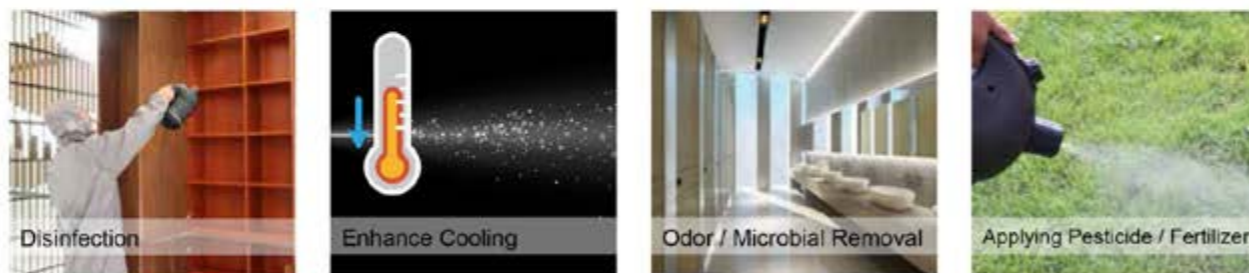 Disinfection
Enhance Cooling
Odor / Microbial Removal
Applying Pesticide / Fertilizer